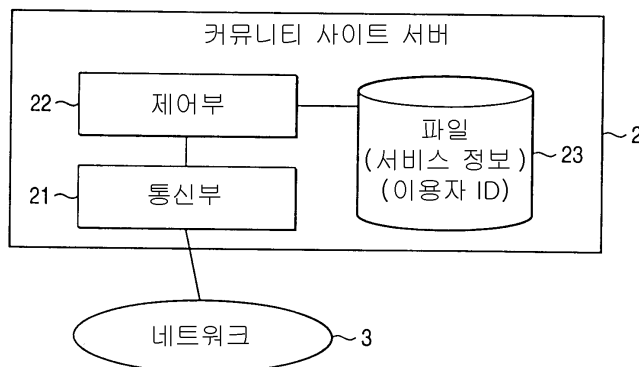 커뮤니티 사이트 서버
22
제어부
파일
(서비스 정보)
(이용자 ID)
23
2
21
통신부
네트워크
3